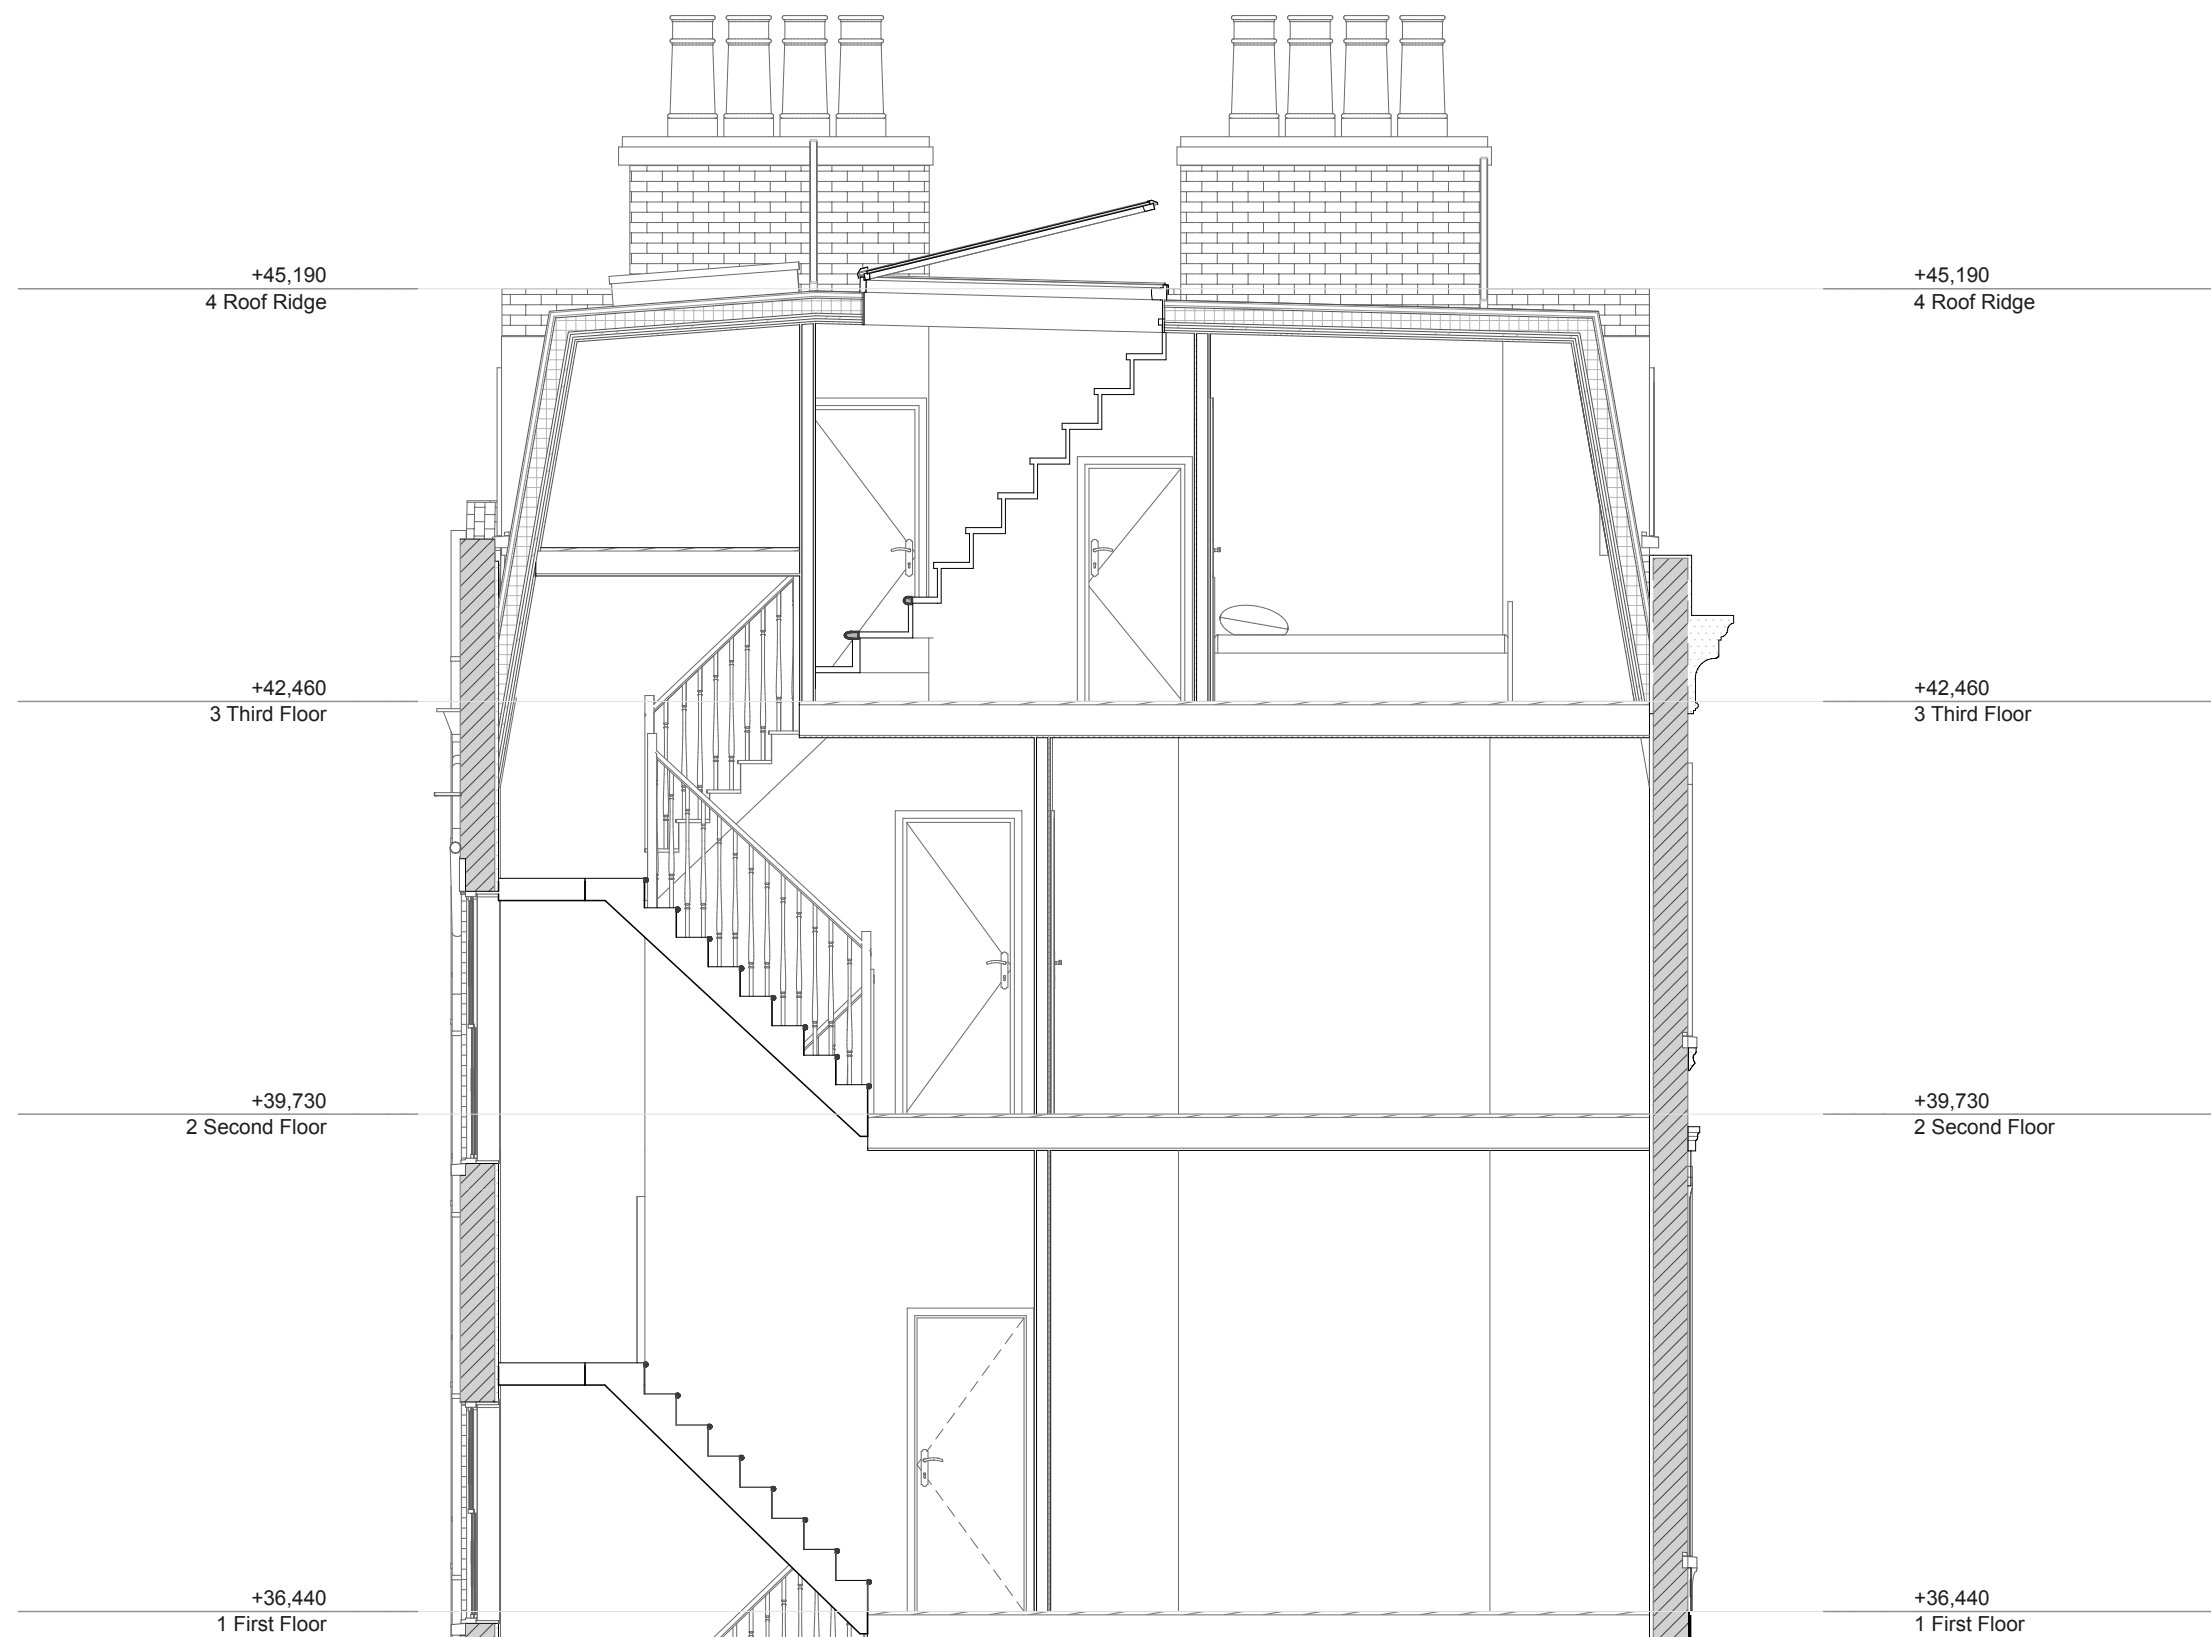 +45,190
4 Roof Ridge
+45,190
4 Roof Ridge
+42,460
3 Third Floor
+42,460
3 Third Floor
+39,730
2 Second Floor
+39,730
2 Second Floor
+36,440
1 First Floor
+36,440
1 First Floor